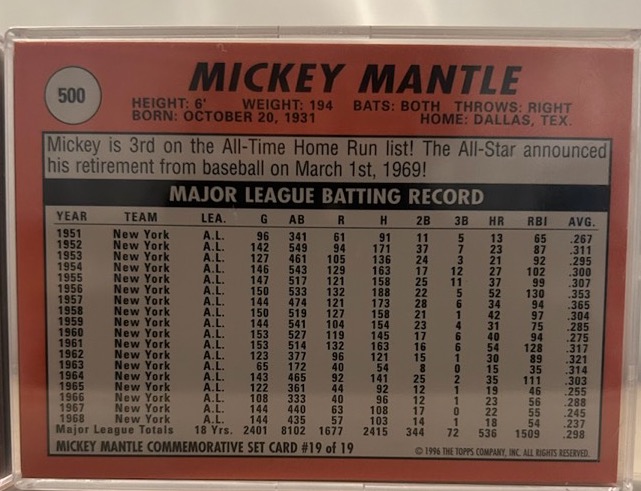 500
MICKEY MANTLE
HEIGHT: 6' WEIGHT: 194 BATS: BOTH THROWS: RIGHT
BORN: OCTOBER 20, 1931 HOME: DALLAS, TEX.
Mickey is 3rd on the All-Time Home Run list! The All-Star announced
his retirement from baseball on March 1st, 1969!
MAJOR LEAGUE BATTING RECORD
YEAR TEAM LEA. G AB R H 2B 3B HR RBI AVG.
1951 New York A.L. 96 341 61 91 11 5 13 65 .267
1952 New York A.L. 142 549 94 171 37 7 23 87 .311
1953 New York A.L. 127 461 105 136 24 3 21 92 .295
1954 New York A.L. 146 543 129 163 17 12 27 102 .300
1955 New York A.L. 147 517 121 158 25 11 37 99 .307
1956 New York A.L. 150 533 132 188 22 5 52 130 .353
1957 New York A.L. 144 474 121 173 28 6 34 94 .365
1958 New York A.L. 150 519 127 158 21 1 42 97 .304
1959 New York A.L. 144 541 104 154 23 4 31 75 .285
1960 New York A.L. 153 527 119 145 17 6 40 94 .275
1961 New York A.L. 153 514 132 163 16 6 54 128 .317
1962 New York A.L. 123 377 96 121 15 1 30 89 .321
1963 New York A.L. 65 172 40 54 8 0 15 35 .314
1964 New York A.L. 143 465 92 141 25 2 35 111 .303
1965 New York A.L. 122 361 44 92 12 1 19 46 .255
1966 New York A.L. 108 333 40 96 12 1 23 56 .288
1967 New York A.L. 144 440 63 108 17 0 22 55 .245
1968 New York A.L. 144 435 57 103 14 1 18 54 .237
Major League Totals 18 Yrs. 2401 8102 1677 2415 344 72 536 1509 .298
MICKEY MANTLE COMMEMORATIVE SET CARD #19 of 19 © 1996 THE TOPPS COMPANY, INC. ALL RIGHTS RESERVED.